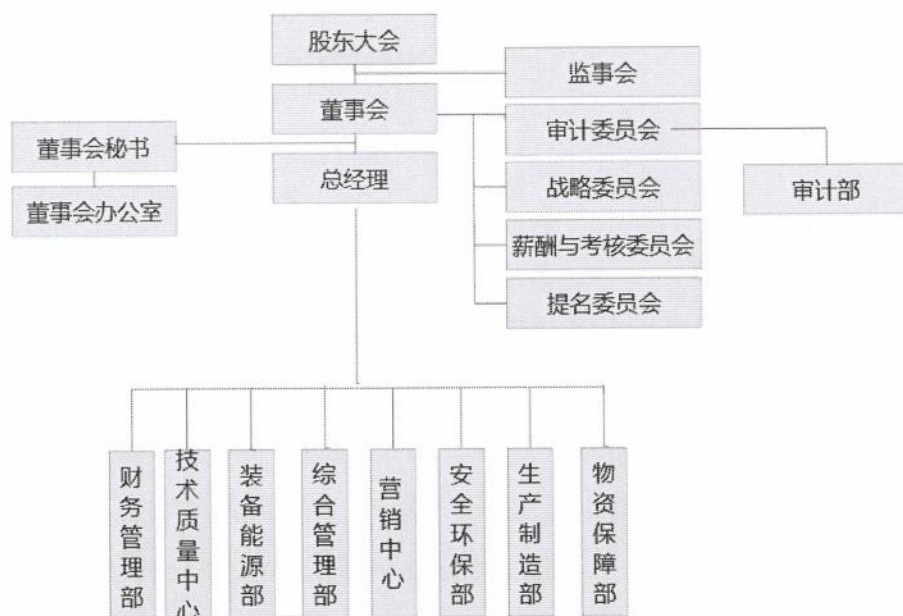 股东大会
监事会
董事会
审计委员会
董事会秘书
总经理
战略委员会
审计部
董事会办公室
薪酬与考核委员会
提名委员会
财务管理部
技术质量中心
装备能源部
综合管理部
营销中心
安全环保部
生产制造部
物资保障部